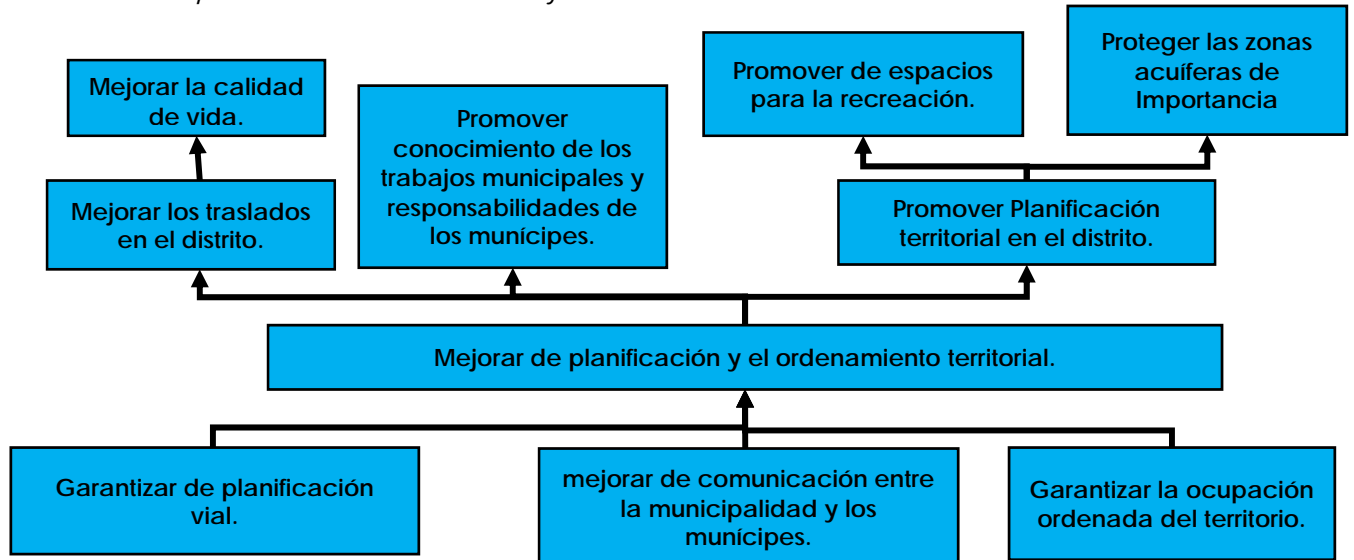 Proteger las zonas
acuíferas de
Importancia
Promover de espacios
para la recreación.
Mejorar la calidad
de vida.
Promover
conocimiento de los
trabajos municipales y
responsabilidades de
los munícipes.
Mejorar los traslados
en el distrito.
Promover Planificación
territorial en el distrito.
Mejorar de planificación y el ordenamiento territorial.
Garantizar de planificación
vial.
mejorar de comunicación entre
la municipalidad y los
munícipes.
Garantizar la ocupación
ordenada del territorio.